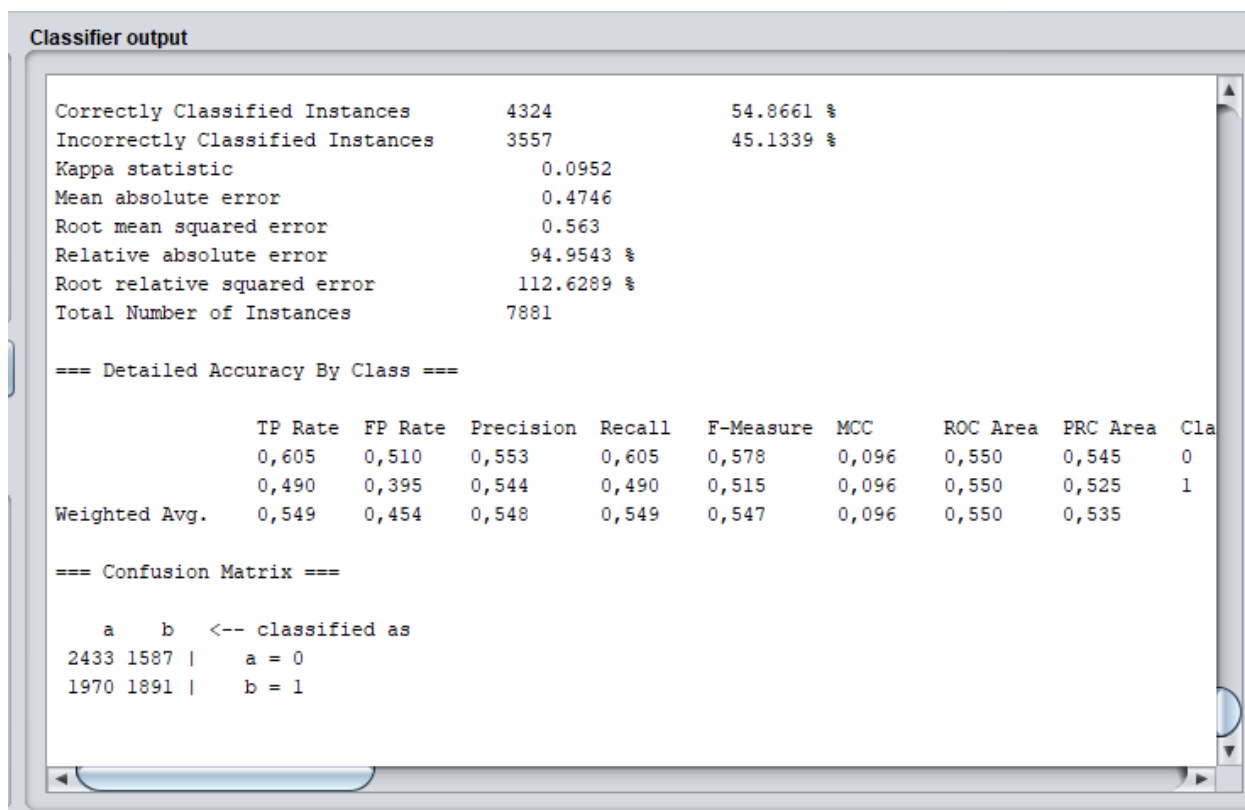 Classifier output
Correctly Classified Instances 4324 54.8661 %
Incorrectly Classified Instances 3557 45.1339 %
Kappa statistic 0.0952
Mean absolute error 0.4746
Root mean squared error 0.563
Relative absolute error 94.9543 %
Root relative squared error 112.6289 %
Total Number of Instances 7881
=== Detailed Accuracy By Class ===
TP Rate FP Rate Precision Recall F-Measure MCC ROC Area PRC Area Cla
0,605 0,510 0,553 0,605 0,578 0,096 0,550 0,545 0
0,490 0,395 0,544 0,490 0,515 0,096 0,550 0,525 1
Weighted Avg. 0,549 0,454 0,548 0,549 0,547 0,096 0,550 0,535
=== Confusion Matrix ===
a b <-- classified as
2433 1587 | a = 0
1970 1891 | b = 1